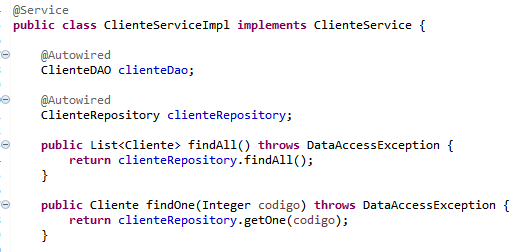 @Service
public class ClienteServiceImpl implements ClienteService {
@Autowired
ClienteDAO clienteDao;
@Autowired
ClienteRepository clienteRepository;
public List<Cliente> findAll() throws DataAccessException {
return clienteRepository.findAll();
}
public Cliente findOne(Integer codigo) throws DataAccessException {
return clienteRepository.getOne(codigo);
}